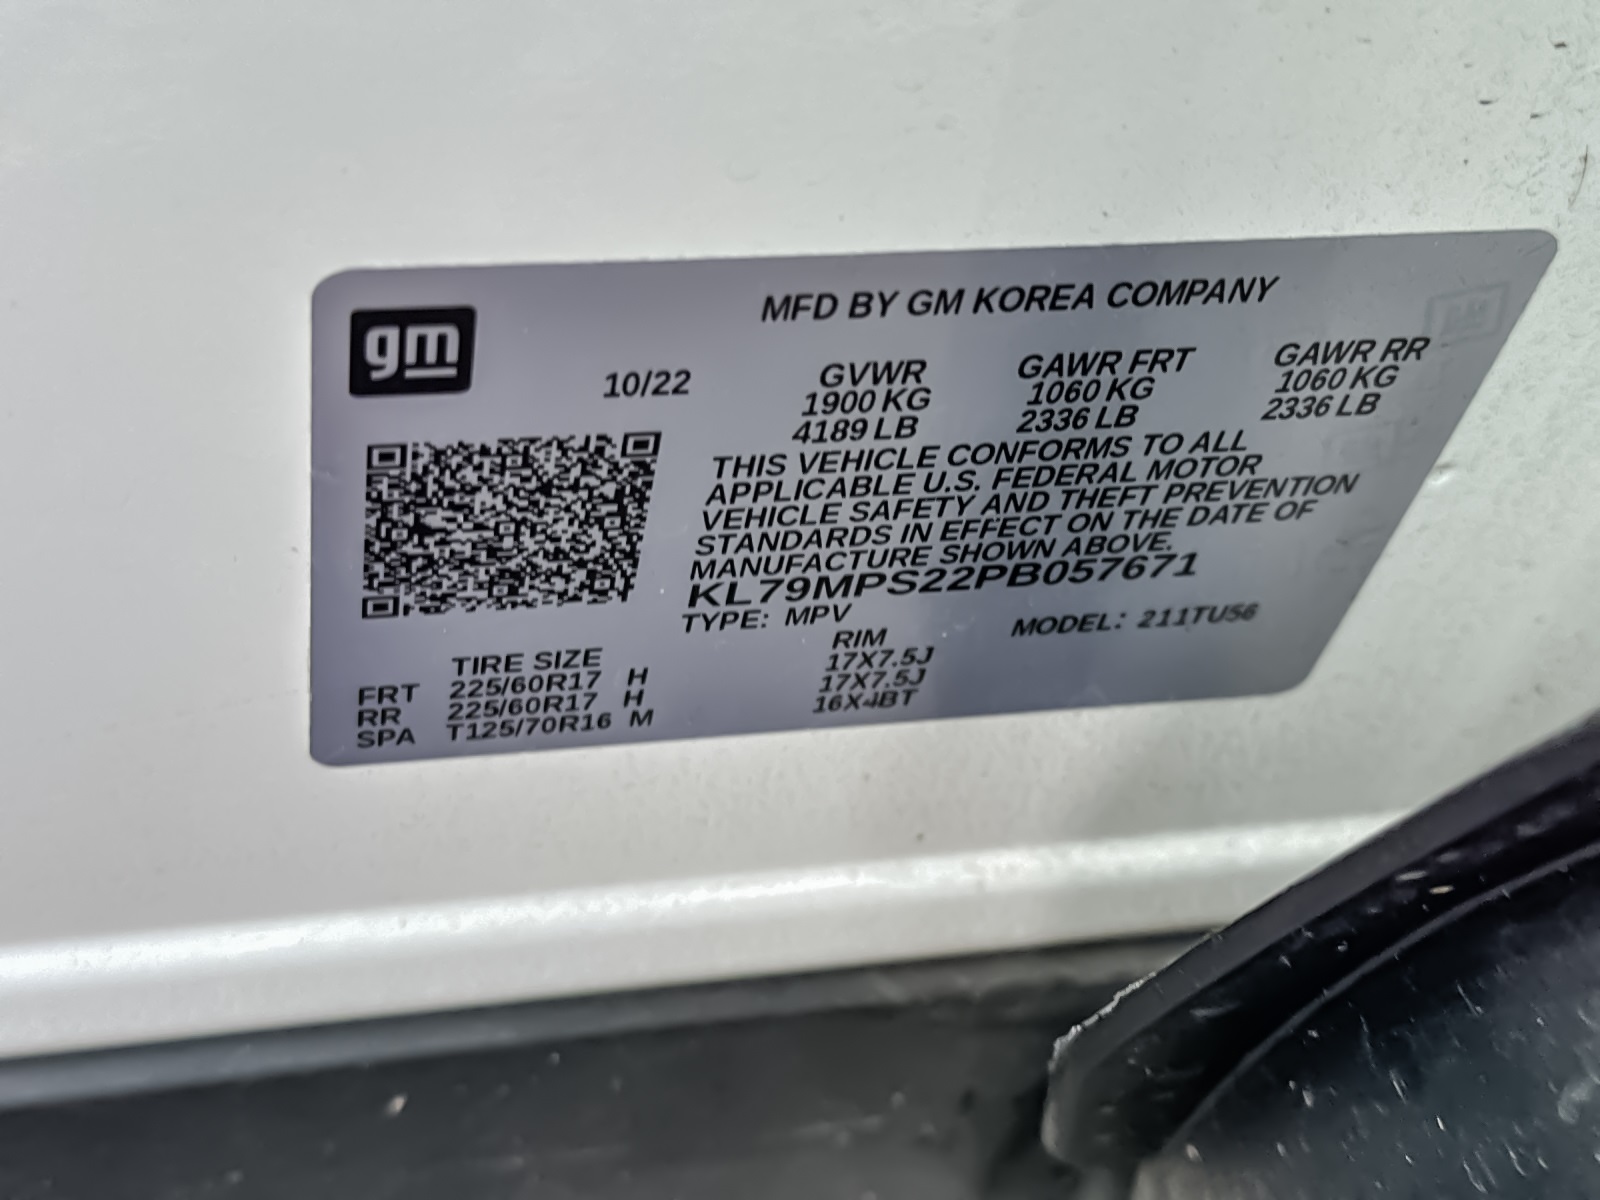 gm
MFD BY GM KOREA COMPANY
10/22
GVWR GAWR FRT GAWR RR
1900 KG 1060 KG 1060 KG
4189 LB 2336 LB 2336 LB
THIS VEHICLE CONFORMS TO ALL
APPLICABLE U.S. FEDERAL MOTOR
VEHICLE SAFETY AND THEFT PREVENTION
STANDARDS IN EFFECT ON THE DATE OF
MANUFACTURE SHOWN ABOVE.
KL79MPS22PB057671
TYPE: MPV MODEL: 211TU56
TIRE SIZE RIM
FRT 225/60R17 H 17X7.5J
RR 225/60R17 H 17X7.5J
SPA T125/70R16 M 16X4BT